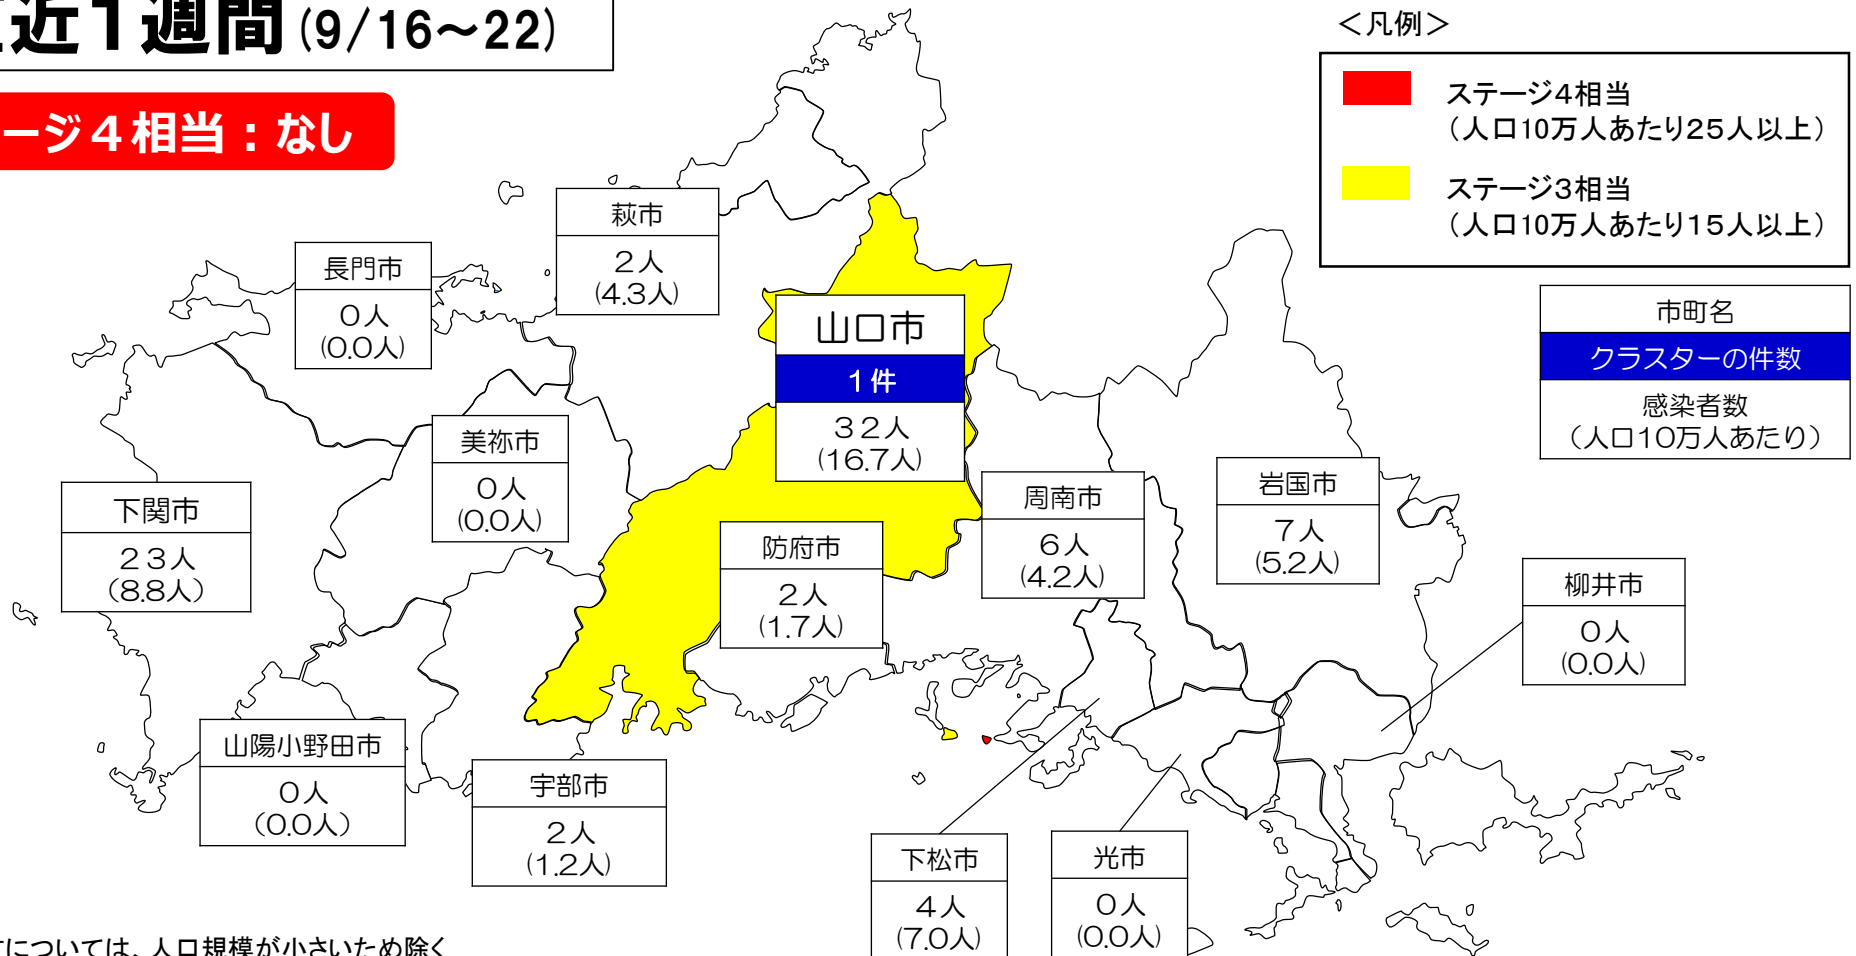 近1週間(9/16～22)
ージ４相当：なし
＜凡例＞
ステージ4相当
（人口10万人あたり25人以上）
ステージ3相当
（人口10万人あたり15人以上）
市町名
クラスターの件数
感染者数
（人口10万人あたり）
萩市
2人
(4.3人)
長門市
0人
(0.0人)
山口市
1件
32人
(16.7人)
美祢市
0人
(0.0人)
下関市
23人
(8.8人)
防府市
2人
(1.7人)
周南市
6人
(4.2人)
岩国市
7人
(5.2人)
柳井市
0人
(0.0人)
山陽小野田市
0人
(0.0人)
宇部市
2人
(1.2人)
下松市
4人
(7.0人)
光市
0人
(0.0人)
については、人口規模が小さいため除く